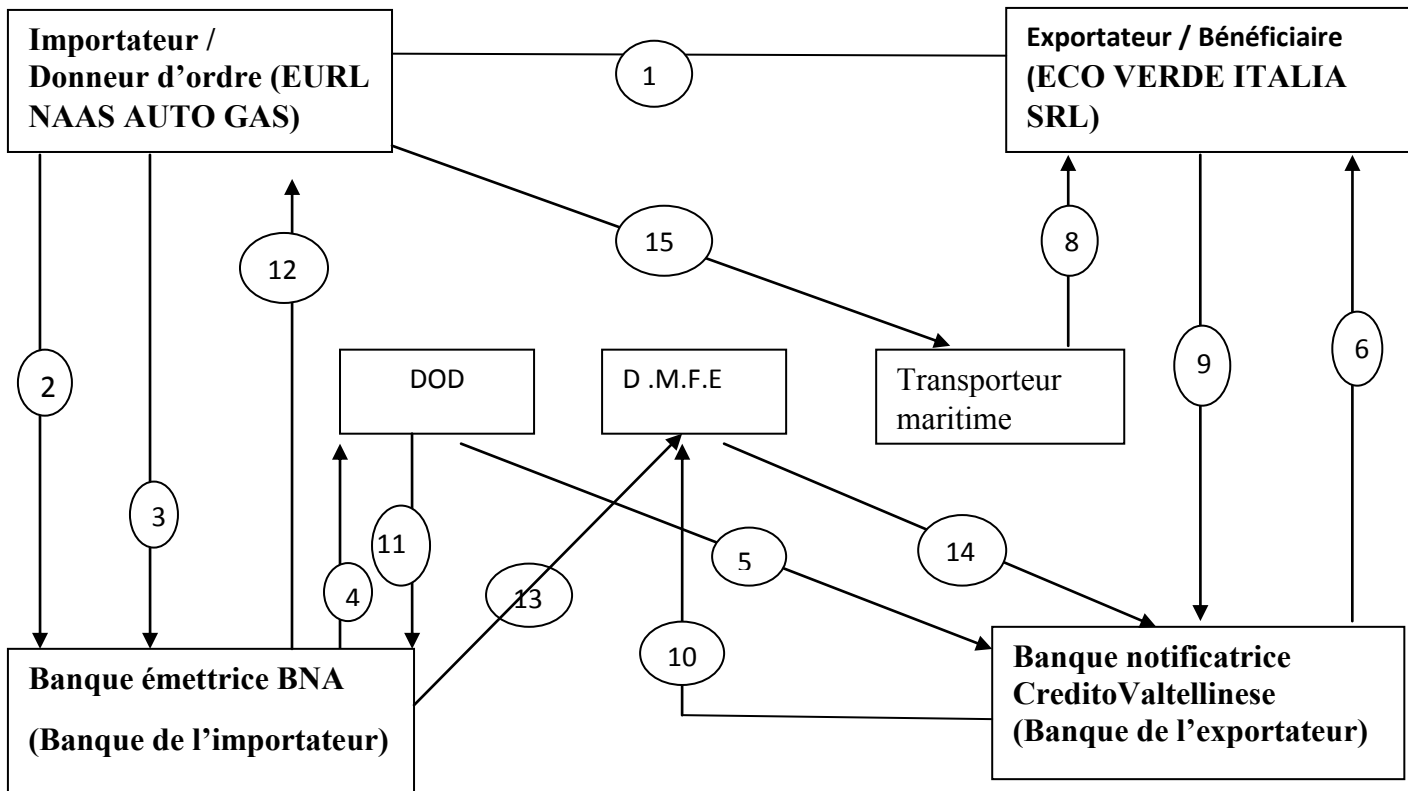 Importateur /
Donneur d’ordre (EURL
NAAS AUTO GAS)
1
Exportateur / Bénéficiaire
(ECO VERDE ITALIA
SRL)
12
15
8
2
3
DOD
D .M.F.E
Transporteur
maritime
9
6
11
4
13
5
14
10
Banque émettrice BNA
(Banque de l’importateur)
Banque notificatrice
CreditoValtellinese
(Banque de l’exportateur)